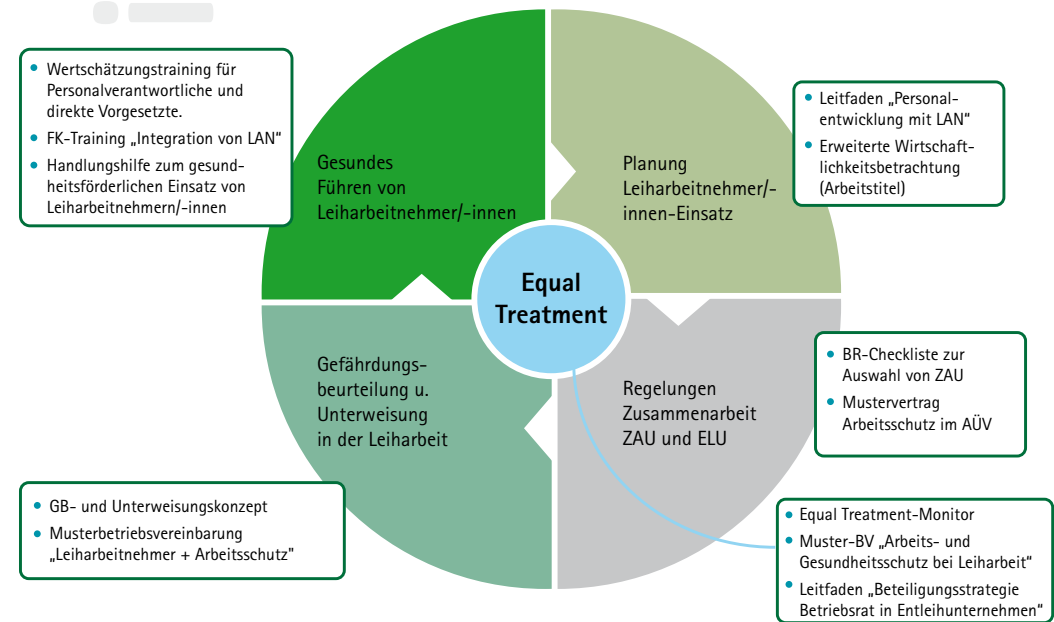 • Wertschätzungstraining für
Personalverantwortliche und
direkte Vorgesetzte.
• FK-Training „Integration von LAN"
• Handlungshilfe zum gesund-
heitsförderlichen Einsatz von
Leiharbeitnehmern/-innen
Gesundes
Führen von
Leiharbeitnehmer/-innen
Planung
Leiharbeitnehmer/-
innen-Einsatz
• Leitfaden „Personal-
entwicklung mit LAN"
• Erweiterte Wirtschaft-
lichkeitsbetrachtung
(Arbeitstitel)
Equal
Treatment
Gefährdungs-
beurteilung u.
Unterweisung
in der Leiharbeit
Regelungen
Zusammenarbeit
ZAU und ELU
• BR-Checkliste zur
Auswahl von ZAU
• Mustervertrag
Arbeitsschutz im AÜV
• GB- und Unterweisungskonzept
• Musterbetriebsvereinbarung
„Leiharbeitnehmer + Arbeitsschutz"
• Equal Treatment-Monitor
• Muster-BV „Arbeits- und
Gesundheitsschutz bei Leiharbeit"
• Leitfaden „Beteiligungsstrategie
Betriebsrat in Entleihunternehmen"